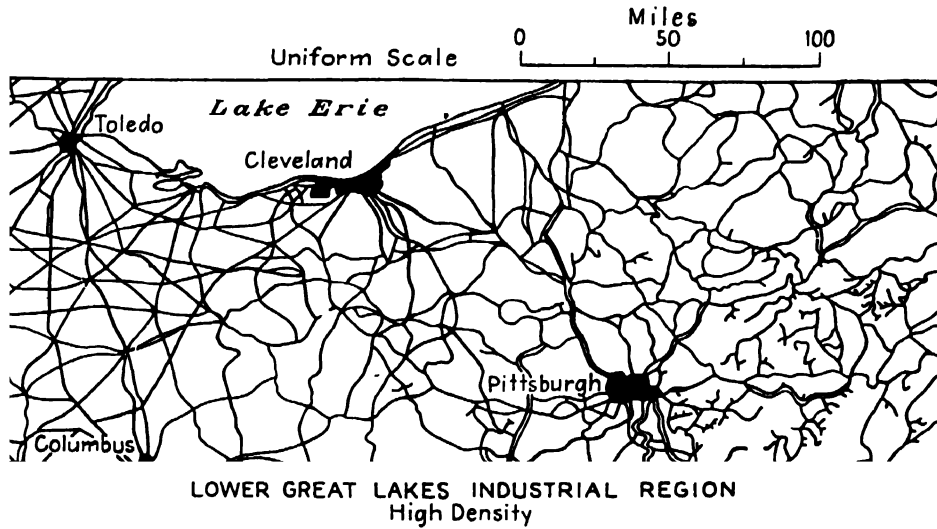 Miles
0 50 100
Uniform Scale
Lake Erie
Toledo
Cleveland
Pittsburgh
Columbus
LOWER GREAT LAKES INDUSTRIAL REGION
High Density